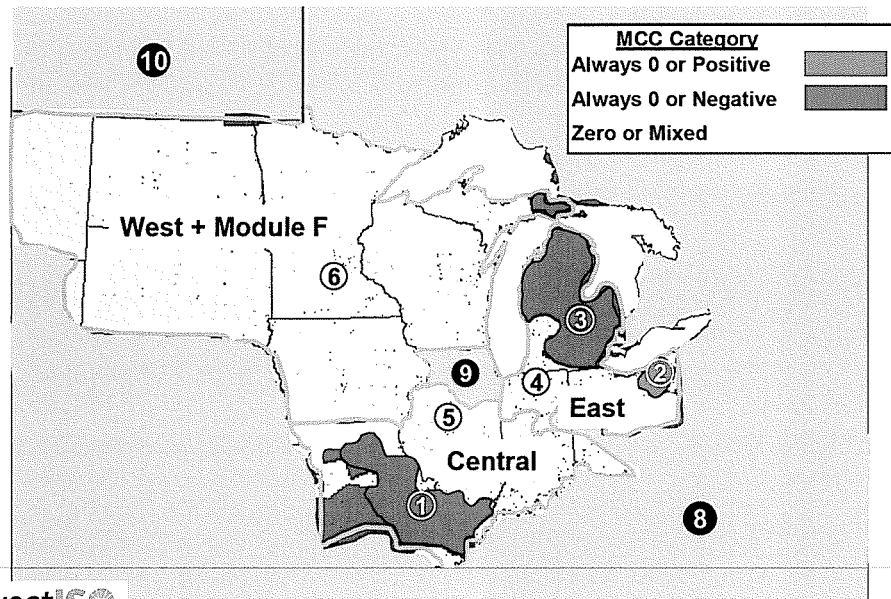 10
MCC Category
Always 0 or Positive
Always 0 or Negative
Zero or Mixed
West + Module F
6
3
9
4
2
5
East
Central
1
8